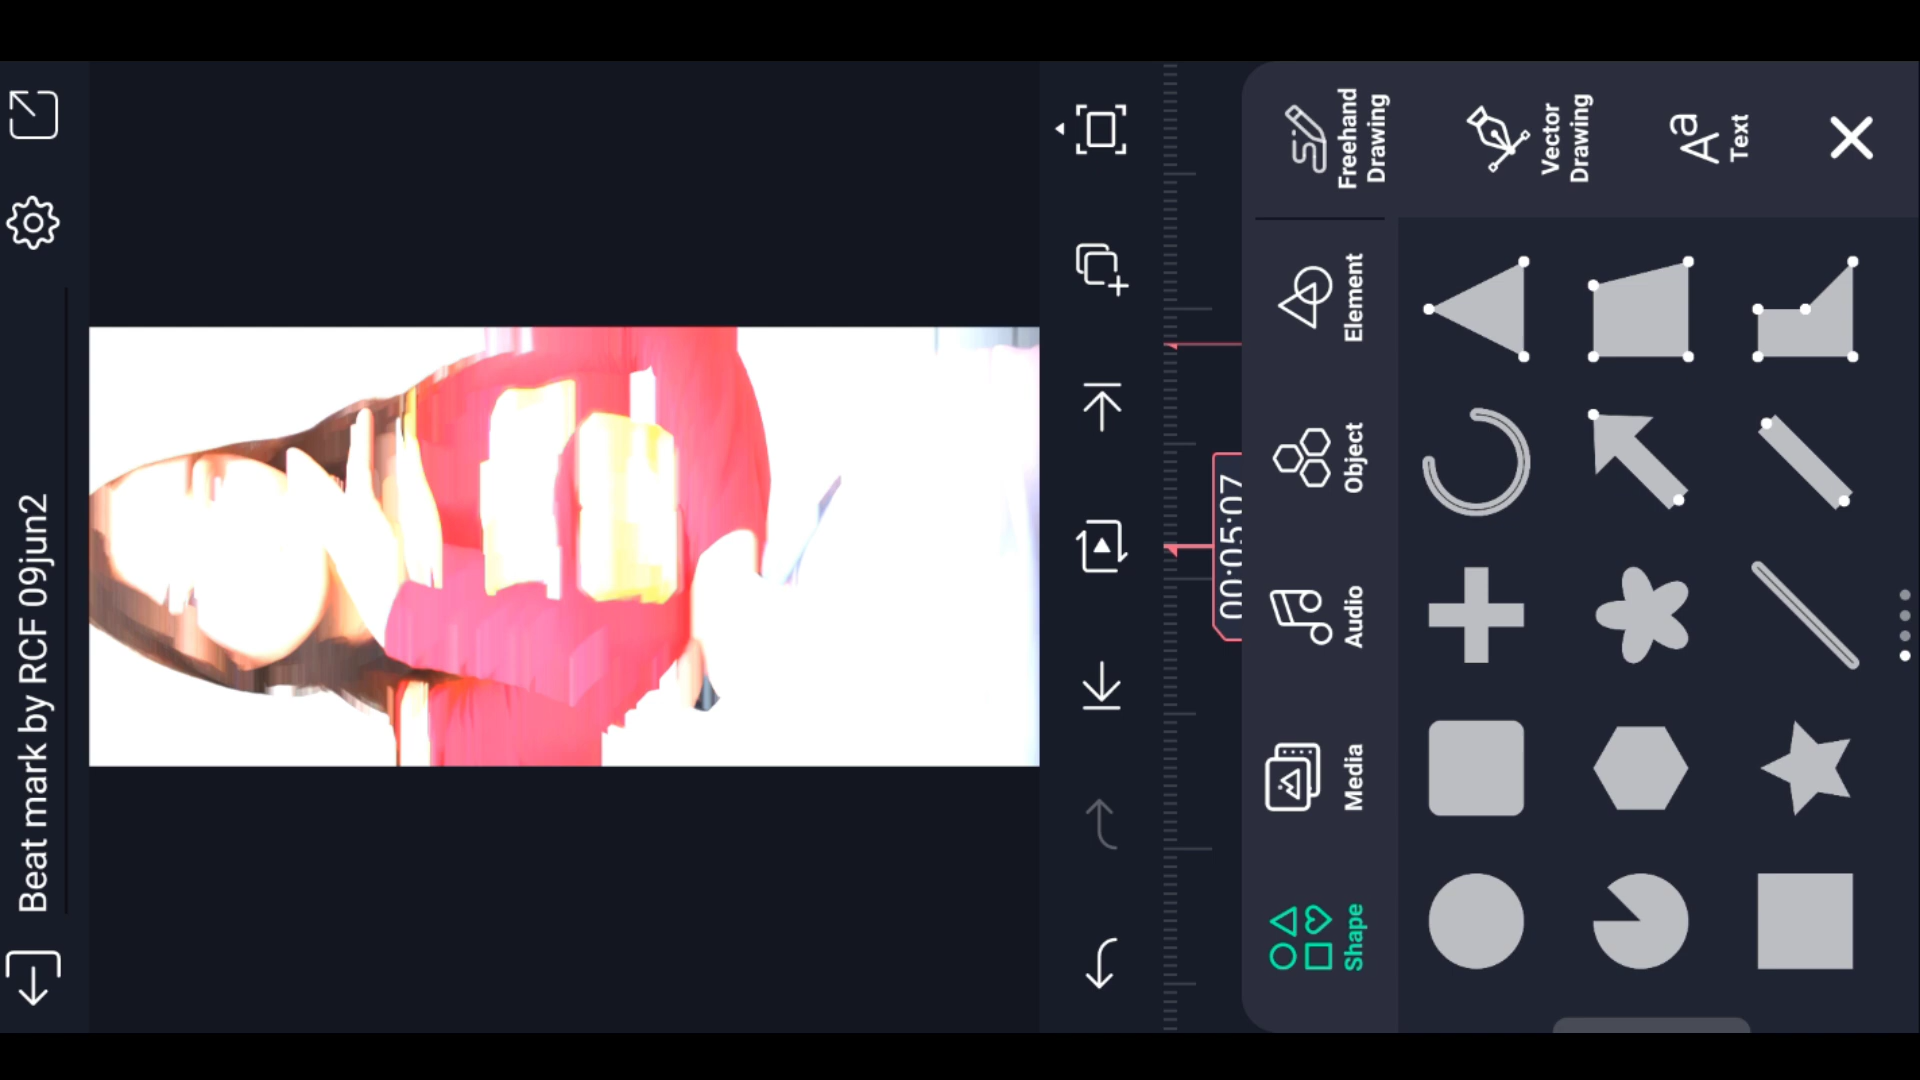 Beat mark by RCF 09jun2
00:05:07
Shape
Media
Audio
Object
Element
Freehand
Drawing
Vector
Drawing
Aa
Text